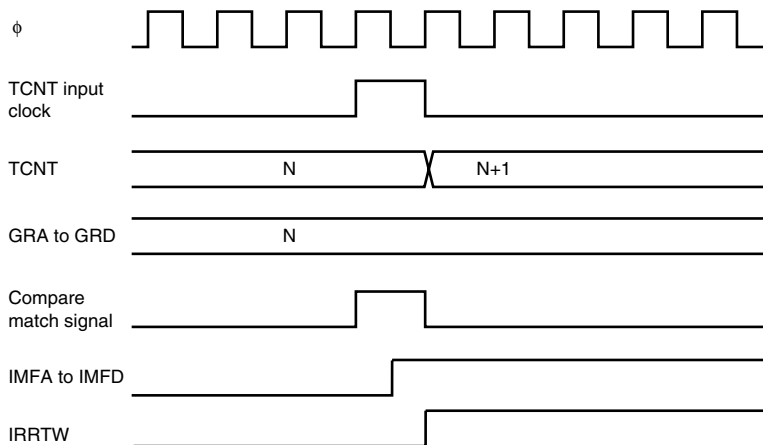 ϕ
TCNT input
clock
TCNT
N
N+1
GRA to GRD
N
Compare
match signal
IMFA to IMFD
IRRTW